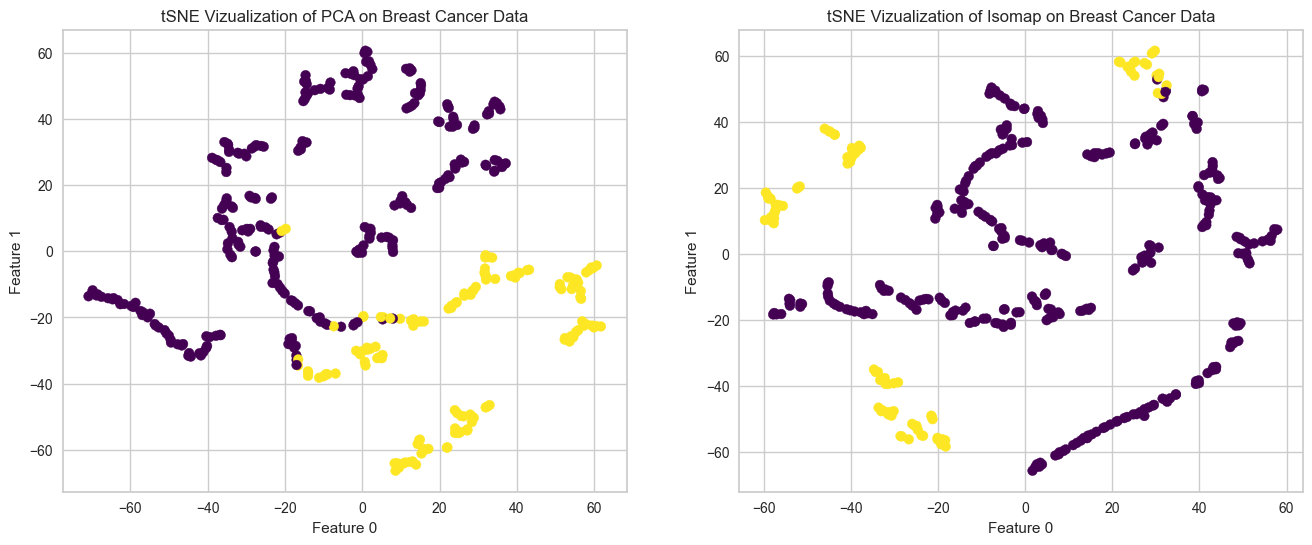 tSNE Vizualization of PCA on Breast Cancer Data
60
40
20
0
−20
−40
−60
Feature 1
−60 −40 −20 0 20 40 60
Feature 0
tSNE Vizualization of Isomap on Breast Cancer Data
60
40
20
0
−20
−40
−60
Feature 1
−60 −40 −20 0 20 40 60
Feature 0